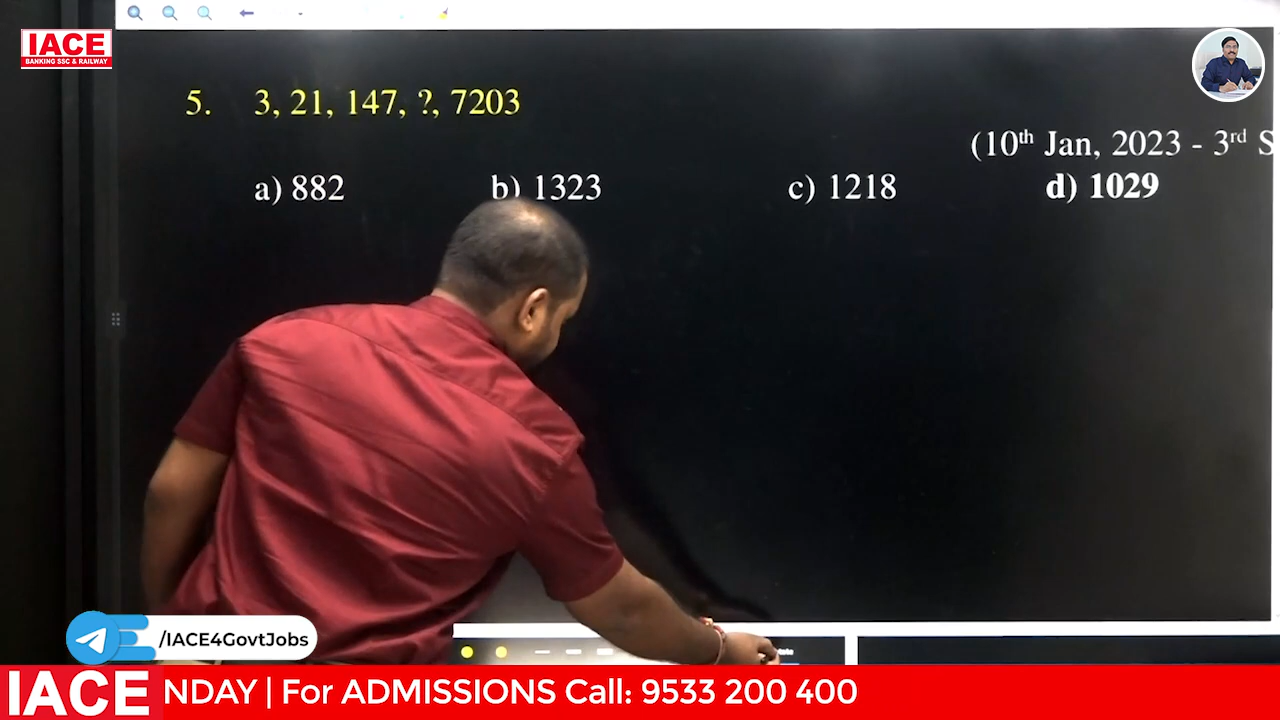 IACE
BANKING SSC & RAILWAY
5. 3, 21, 147, ?, 7203
(10th Jan, 2023 - 3rd S
a) 882 b) 1323 c) 1218 d) 1029
/IACE4GovtJobs
IACE NDAY | For ADMISSIONS Call: 9533 200 400